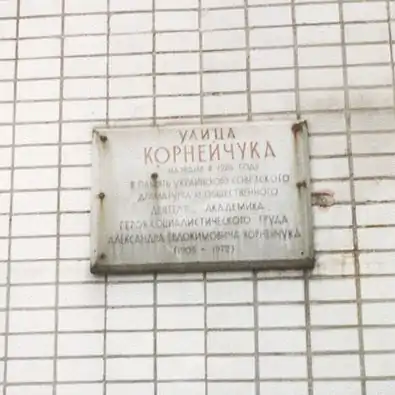 УЛИЦА
КОРНЕЙЧУКА
НАЗВАНА В ГОДУ
В ПАМЯТЬ УКРАИНСКОГО СОВЕТСКОГО
ДРАМАТУРГА И ОБЩЕСТВЕННОГО
ДЕЯТЕЛЯ, АКАДЕМИКА,
ГЕРОЯ СОЦИАЛИСТИЧЕСКОГО ТРУДА
АЛЕКСАНДРА ЕВДОКИМОВИЧА КОРНЕЙЧУКА
(1905 - 1972)